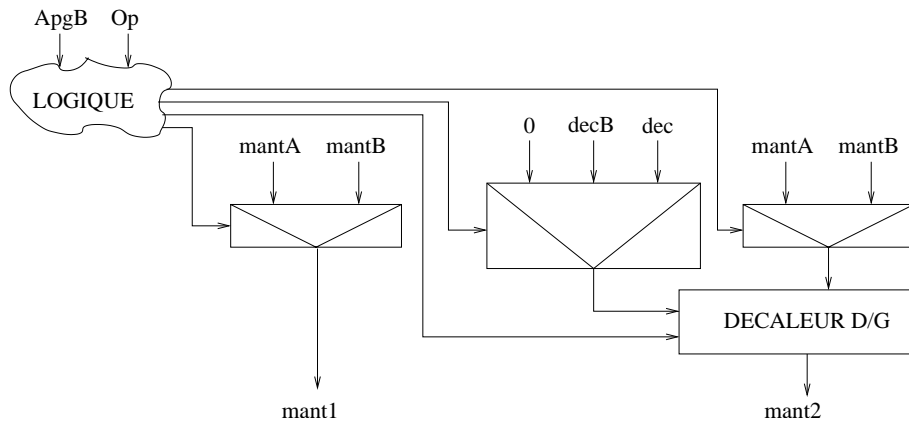 ApgB Op
LOGIQUE
0 decB dec
mantA mantB
mantA mantB
DECALEUR D/G
mant1
mant2